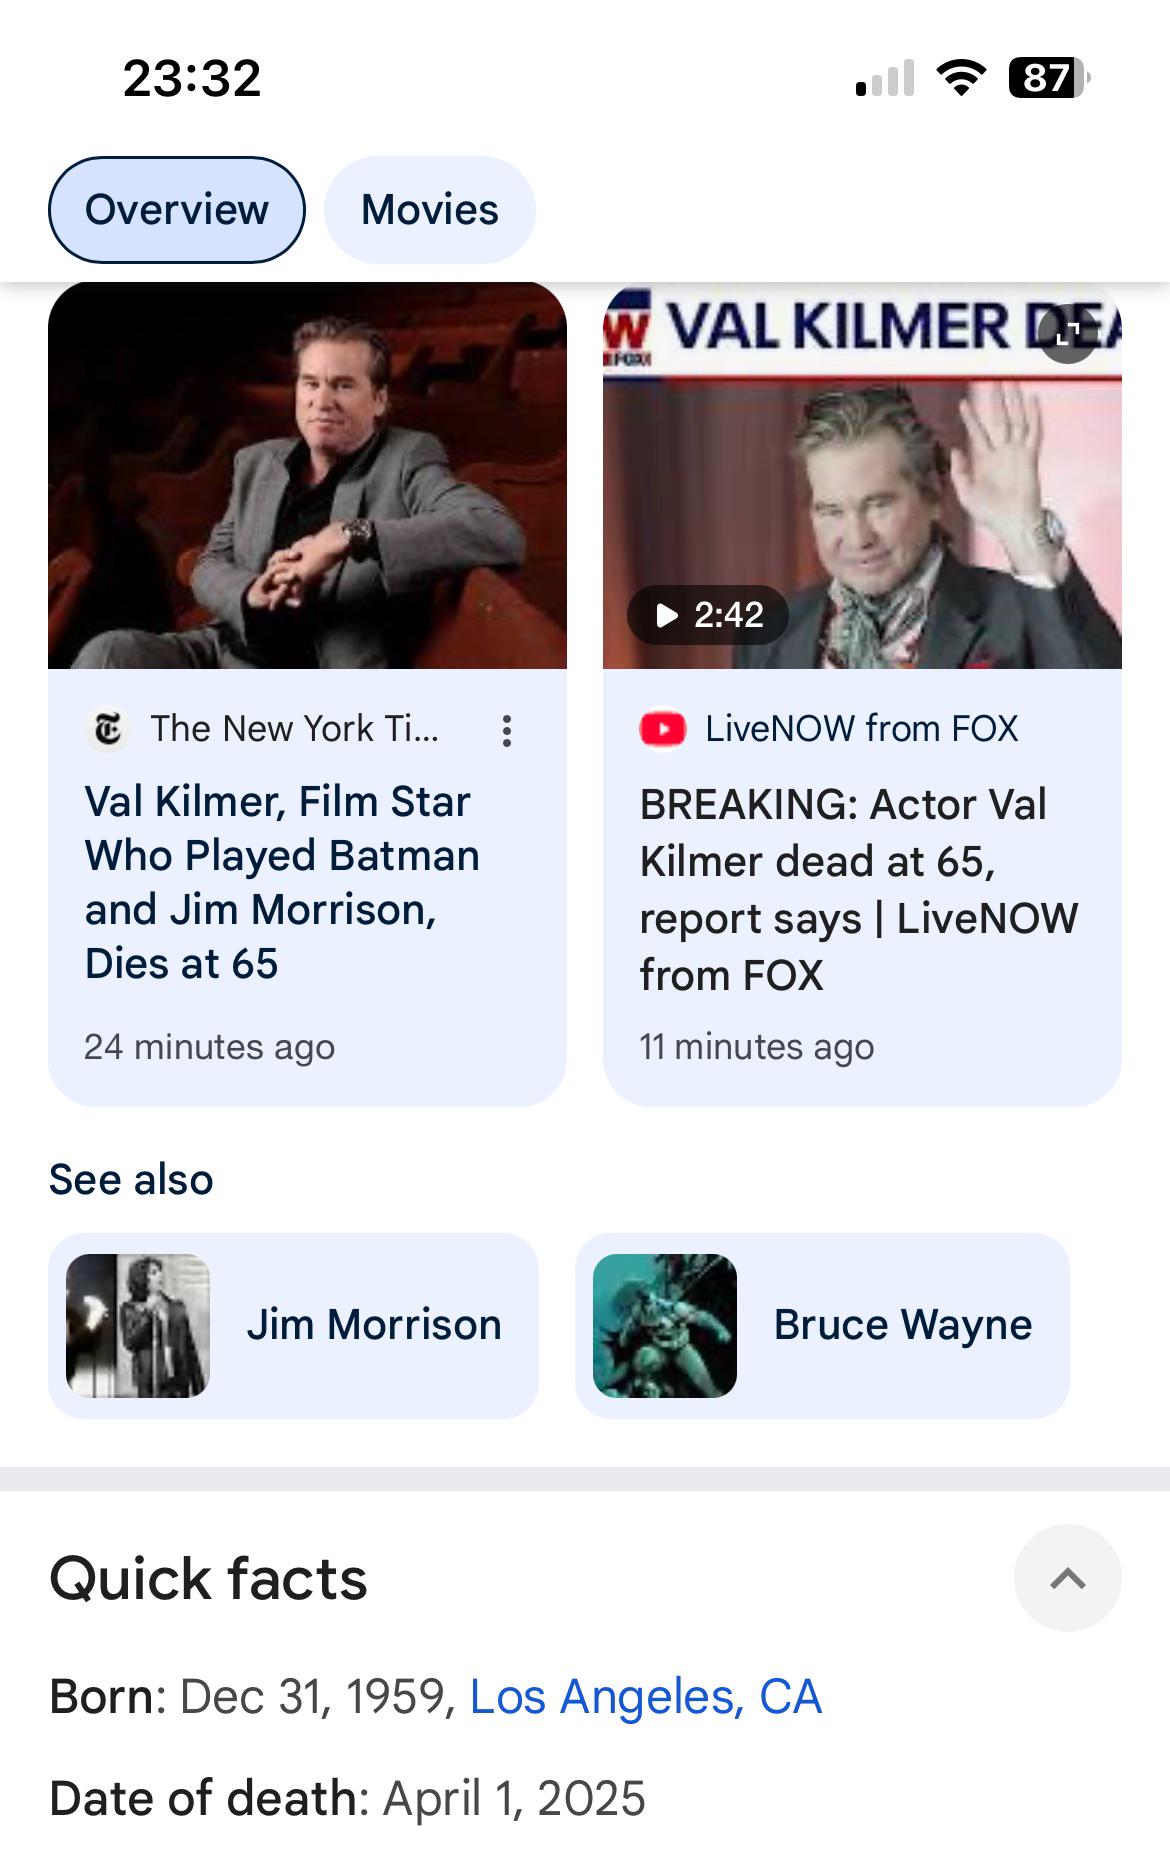 23:32
87
Overview
Movies
W
FOX
VAL KILMER DEA
2:42
The New York Ti...
Val Kilmer, Film Star
Who Played Batman
and Jim Morrison,
Dies at 65
24 minutes ago
LiveNOW from FOX
BREAKING: Actor Val
Kilmer dead at 65,
report says | LiveNOW
from FOX
11 minutes ago
See also
Jim Morrison
Bruce Wayne
Quick facts
Born: Dec 31, 1959, Los Angeles, CA
Date of death: April 1, 2025